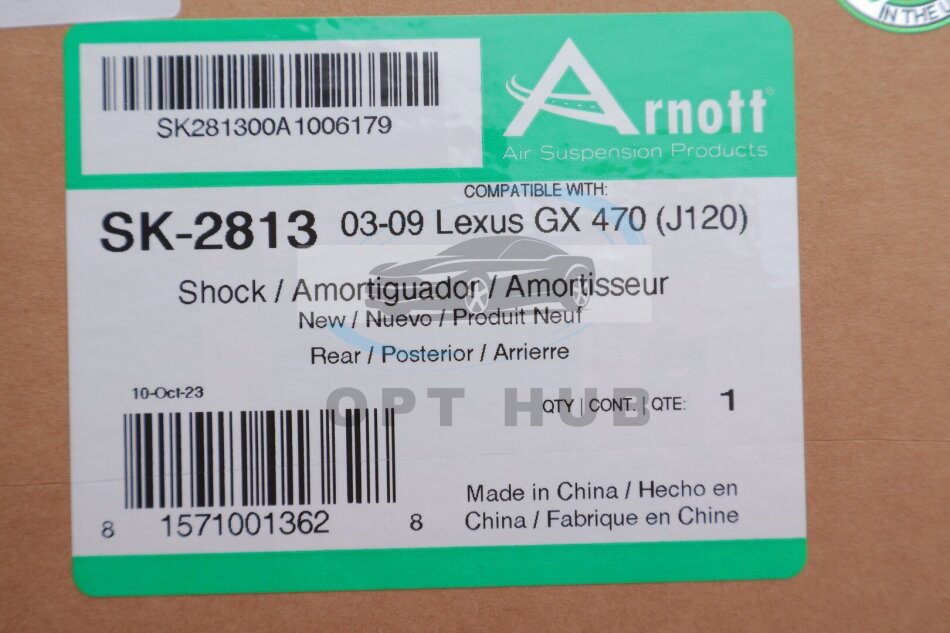 IN THE U
SK281300A1006179
Arnott®
Air Suspension Products
COMPATIBLE WITH:
SK-2813 03-09 Lexus GX 470 (J120)
Shock / Amortiguador / Amortisseur
New / Nuevo / Produit Neuf
Rear / Posterior / Arrierre
10-Oct-23
OPT HUB
QTY | CONT. | QTE: 1
8 1571001362 8
Made in China / Hecho en
China / Fabrique en Chine